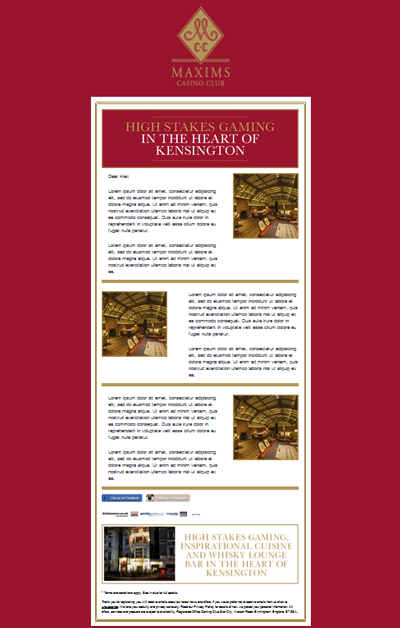 MAXIMS
CASINO CLUB
HIGH STAKES GAMING
IN THE HEART OF
KENSINGTON
Dear Alex
Lorem ipsum dolor sit amet, consectetur adipisicing
elit, sed do eiusmod tempor incididunt ut labore et
dolore magna aliqua. Ut enim ad minim veniam, quis
nostrud exercitation ullamco laboris nisi ut aliquip ex
ea commodo consequat. Duis aute irure dolor in
reprehenderit in voluptate velit esse cillum dolore eu
fugiat nulla pariatur.
Lorem ipsum dolor sit amet, consectetur adipisicing
elit, sed do eiusmod tempor incididunt ut labore et
dolore magna aliqua. Ut enim ad minim veniam, quis
nostrud exercitation ullamco laboris nisi ut aliquip ex
ea.
Lorem ipsum dolor sit amet, consectetur adipisicing
elit, sed do eiusmod tempor incididunt ut labore et
dolore magna aliqua. Ut enim ad minim veniam, quis
nostrud exercitation ullamco laboris nisi ut aliquip ex
ea commodo consequat. Duis aute irure dolor in
reprehenderit in voluptate velit esse cillum dolore eu
fugiat nulla pariatur.
Lorem ipsum dolor sit amet, consectetur adipisicing
elit, sed do eiusmod tempor incididunt ut labore et
dolore magna aliqua. Ut enim ad minim veniam, quis
nostrud exercitation ullamco laboris nisi ut aliquip ex
ea.
Lorem ipsum dolor sit amet, consectetur adipisicing
elit, sed do eiusmod tempor incididunt ut labore et
dolore magna aliqua. Ut enim ad minim veniam, quis
nostrud exercitation ullamco laboris nisi ut aliquip ex
ea commodo consequat. Duis aute irure dolor in
reprehenderit in voluptate velit esse cillum dolore eu
fugiat nulla pariatur.
Lorem ipsum dolor sit amet, consectetur adipisicing
elit, sed do eiusmod tempor incididunt ut labore et
dolore magna aliqua. Ut enim ad minim veniam, quis
nostrud exercitation ullamco laboris nisi ut aliquip ex
ea.
HIGH STAKES GAMING,
INSPIRATIONAL CUISINE
AND WHISKY LOUNGE
BAR IN THE HEART OF
KENSINGTON